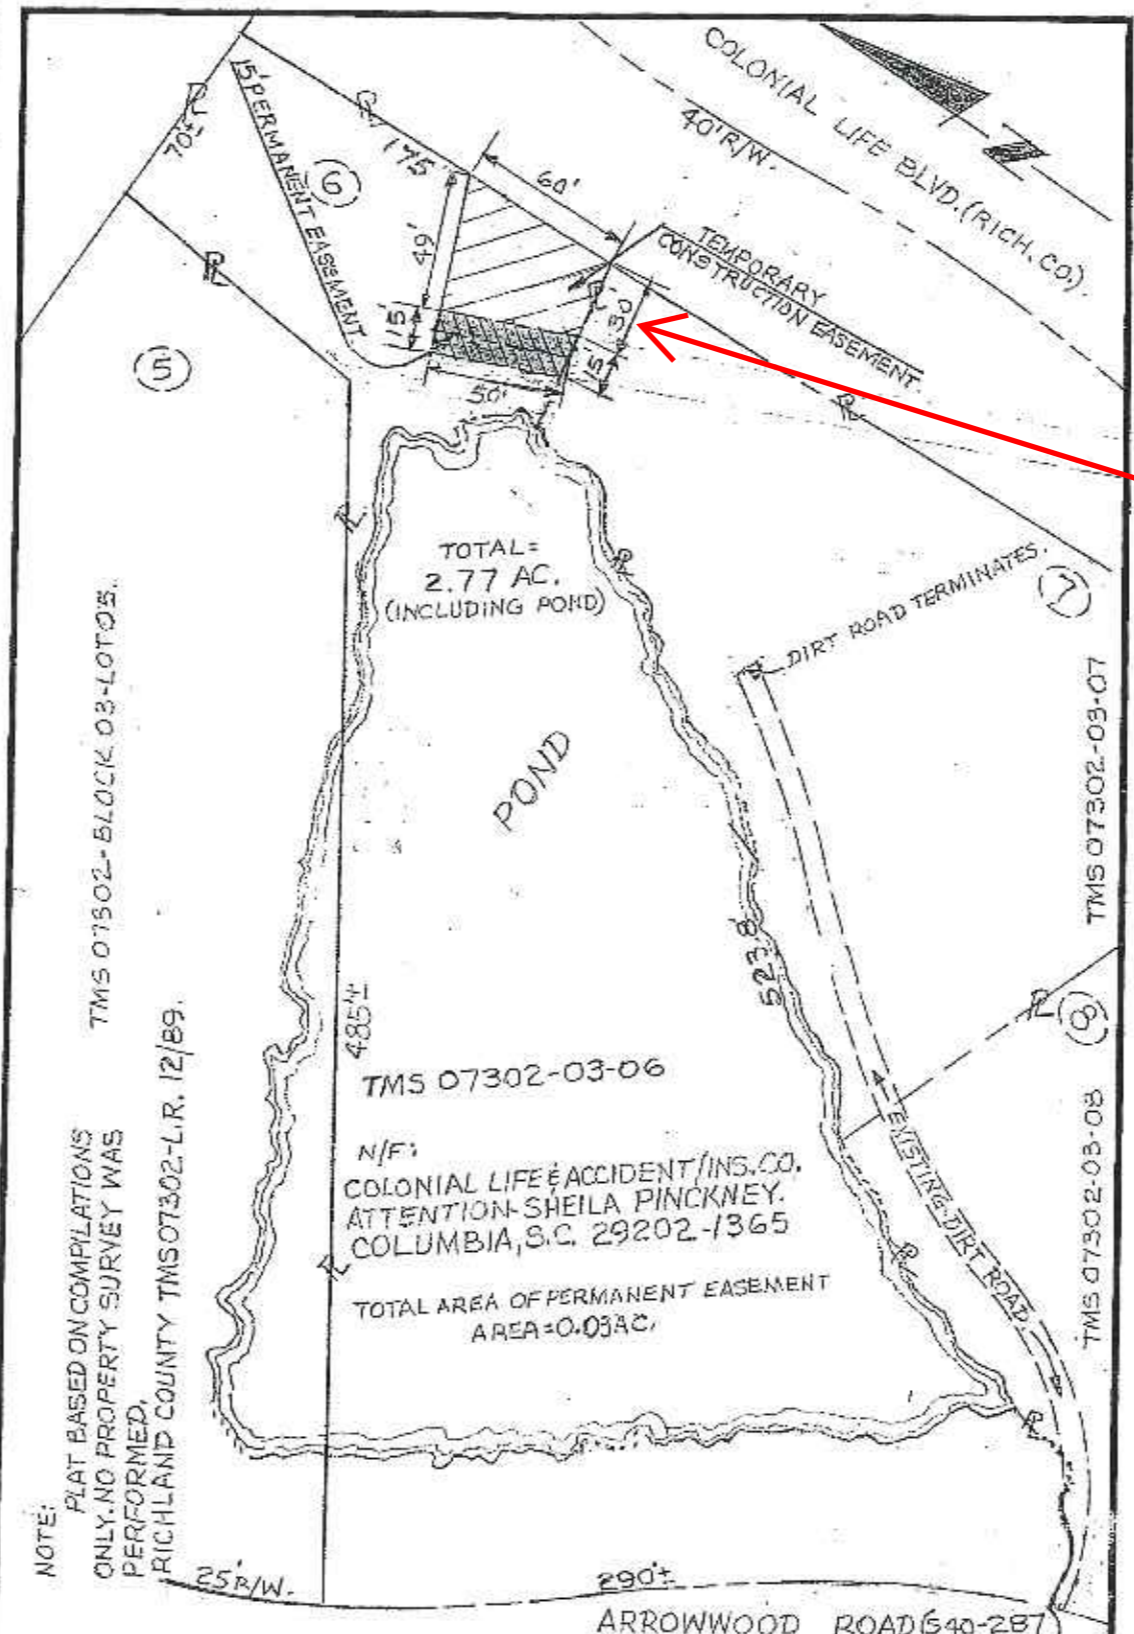 COLONIAL LIFE BLVD. (RICH. CO.)
40' R/W.
15' PERMANENT EASEMENT
70±
175'
6
60'
49'
TEMPORARY
CONSTRUCTION EASEMENT
30'
15'
15
50'
5
TOTAL=
2.77 AC.
(INCLUDING POND)
DIRT ROAD TERMINATES.
7
TMS 07302-BLOCK 03-LOT 05.
TMS 07302-03-07
POND
523.8'
485±
8
TMS 07302-03-06
EXISTING DIRT ROAD.
TMS 07302-03-08
N/F:
COLONIAL LIFE & ACCIDENT/INS. CO.
ATTENTION-SHEILA PINCKNEY.
COLUMBIA, S.C. 29202-1365
TOTAL AREA OF PERMANENT EASEMENT
AREA=0.03AC.
NOTE:
PLAT BASED ON COMPILATIONS
ONLY. NO PROPERTY SURVEY WAS
PERFORMED.
RICHLAND COUNTY TMS 07302-L.R. 12/89.
25' R/W.
290±
ARROWWOOD ROAD (S40-287)